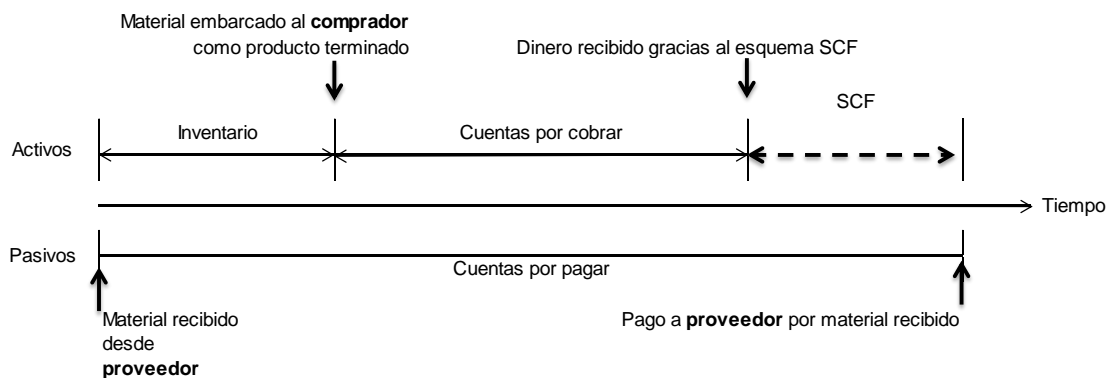 Material embarcado al comprador
como producto terminado
Dinero recibido gracias al esquema SCF
SCF
Inventario
Cuentas por cobrar
Activos
Tiempo
Pasivos
Cuentas por pagar
Material recibido
desde
proveedor
Pago a proveedor por material recibido